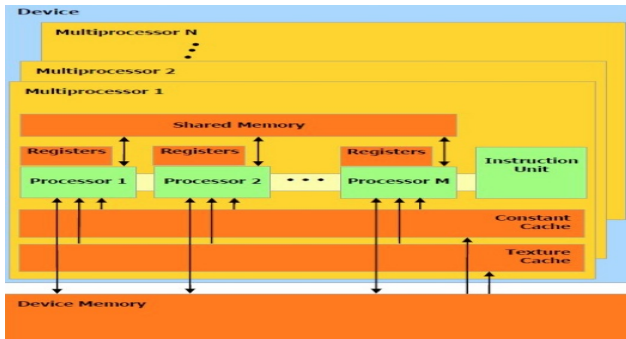 Device
Multiprocessor N
Multiprocessor 2
Multiprocessor 1
Shared Memory
Registers Registers Registers
Processor 1 Processor 2 Processor M Instruction
Unit
Constant
Cache
Texture
Cache
Device Memory